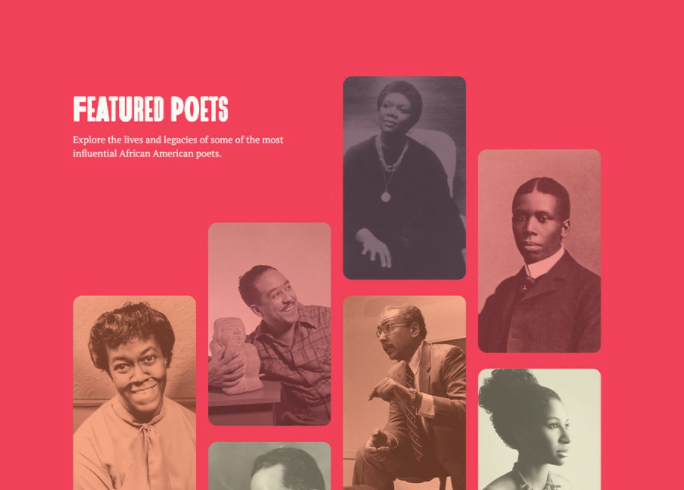 FEATURED POETS
Explore the lives and legacies of some of the most
influential African American poets.